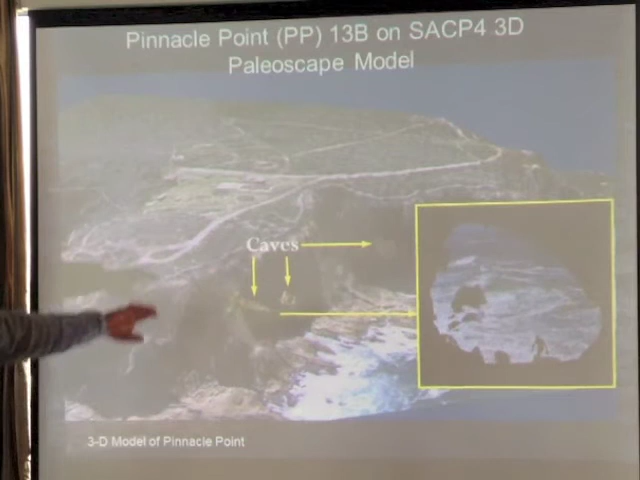 Pinnacle Point (PP) 13B on SACP4 3D
Paleoscape Model
Caves
3-D Model of Pinnacle Point